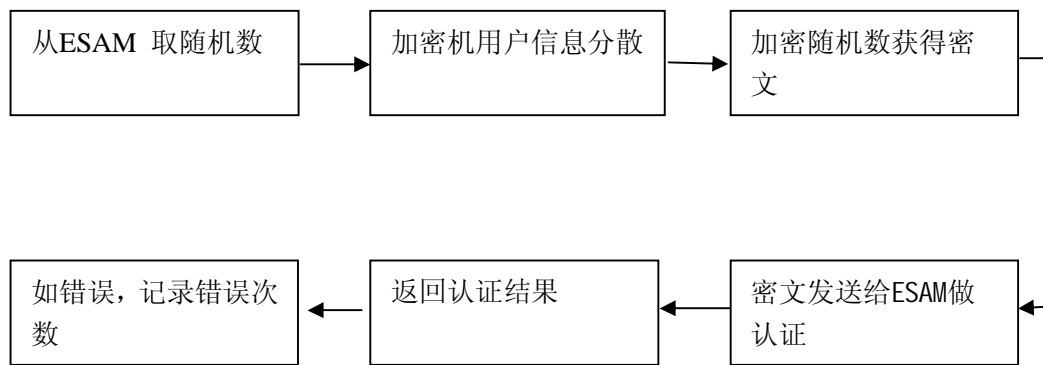 从ESAM 取随机数
加密机用户信息分散
加密随机数获得密
文
密文发送给ESAM做
认证
返回认证结果
如错误，记录错误次
数